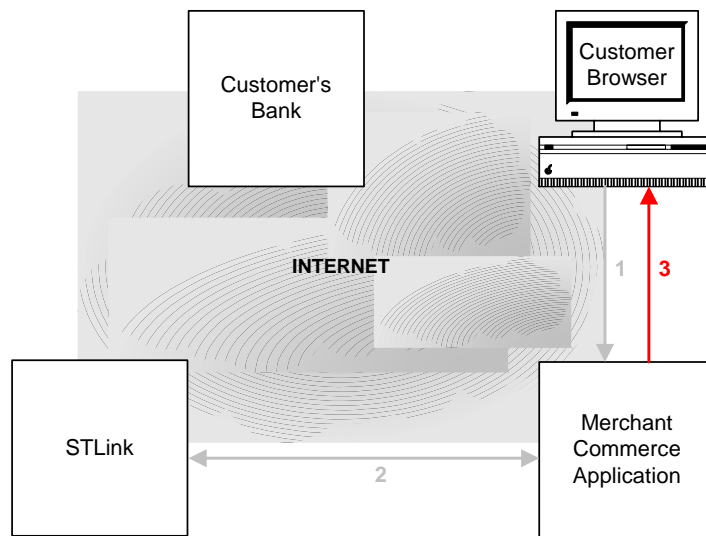 Customer's
Bank
Customer
Browser
INTERNET
1
3
STLink
2
Merchant
Commerce
Application